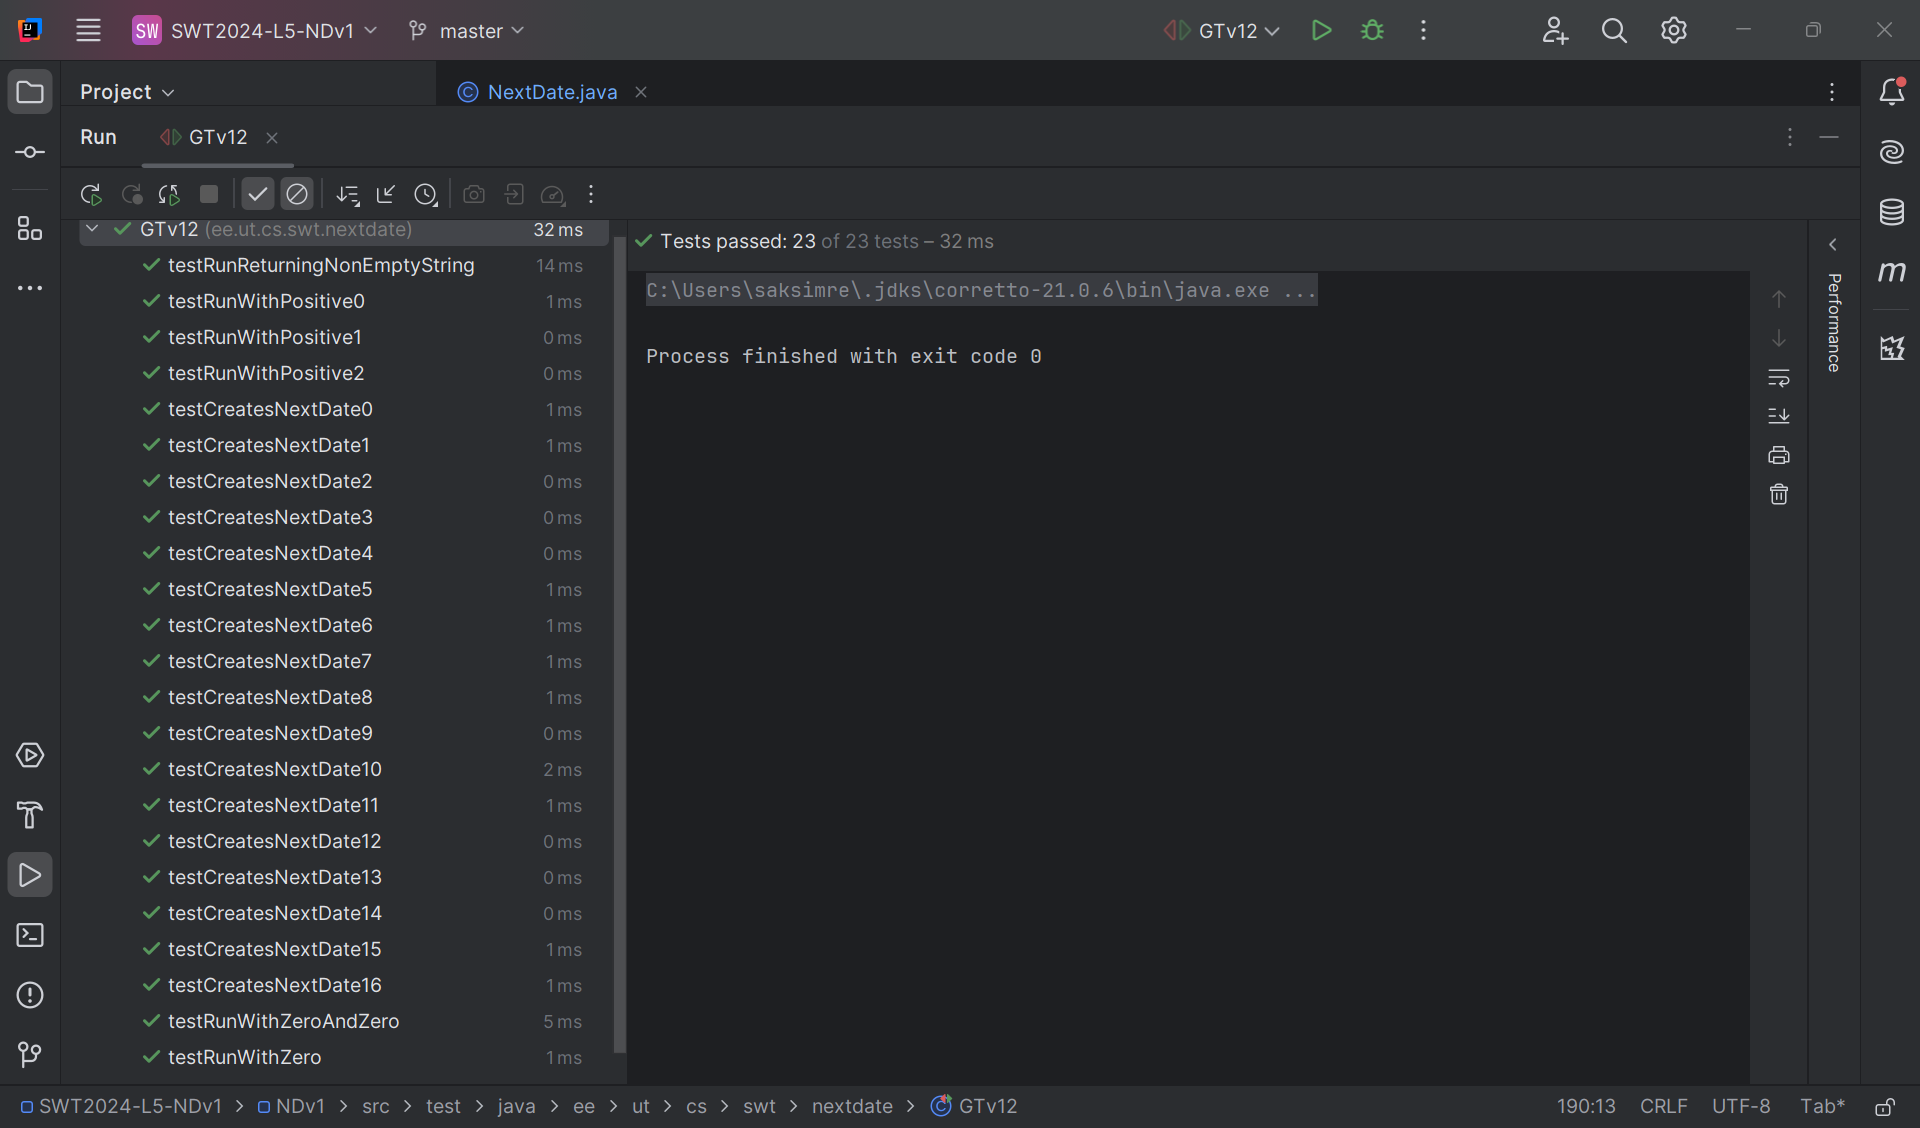 SW SWT2024-L5-NDv1 master GTv12
Project NextDate.java
Run GTv12
GTv12 (ee.ut.cs.swt.nextdate) 32 ms
testRunReturningNonEmptyString 14 ms
testRunWithPositive0 1 ms
testRunWithPositive1 0 ms
testRunWithPositive2 0 ms
testCreatesNextDate0 1 ms
testCreatesNextDate1 1 ms
testCreatesNextDate2 0 ms
testCreatesNextDate3 0 ms
testCreatesNextDate4 0 ms
testCreatesNextDate5 1 ms
testCreatesNextDate6 1 ms
testCreatesNextDate7 1 ms
testCreatesNextDate8 1 ms
testCreatesNextDate9 0 ms
testCreatesNextDate10 2 ms
testCreatesNextDate11 1 ms
testCreatesNextDate12 0 ms
testCreatesNextDate13 0 ms
testCreatesNextDate14 0 ms
testCreatesNextDate15 1 ms
testCreatesNextDate16 1 ms
testRunWithZeroAndZero 5 ms
testRunWithZero 1 ms
Tests passed: 23 of 23 tests – 32 ms
C:\Users\saksimre\.jdks\corretto-21.0.6\bin\java.exe ...
Process finished with exit code 0
Performance
m
SWT2024-L5-NDv1 > NDv1 > src > test > java > ee > ut > cs > swt > nextdate > GTv12 190:13 CRLF UTF-8 Tab*